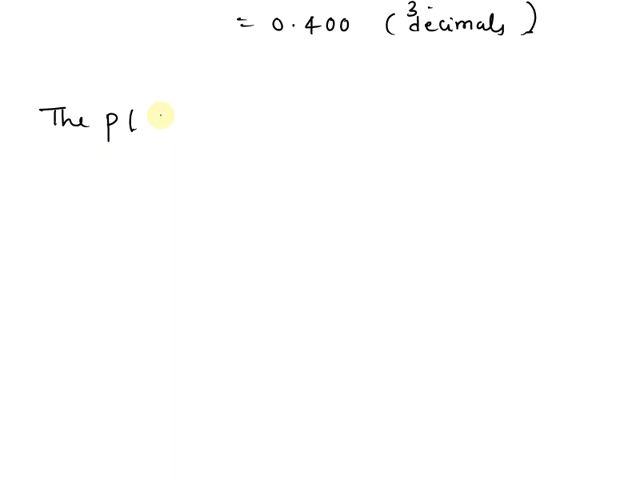 = 0.400 (3 decimals)
The P(